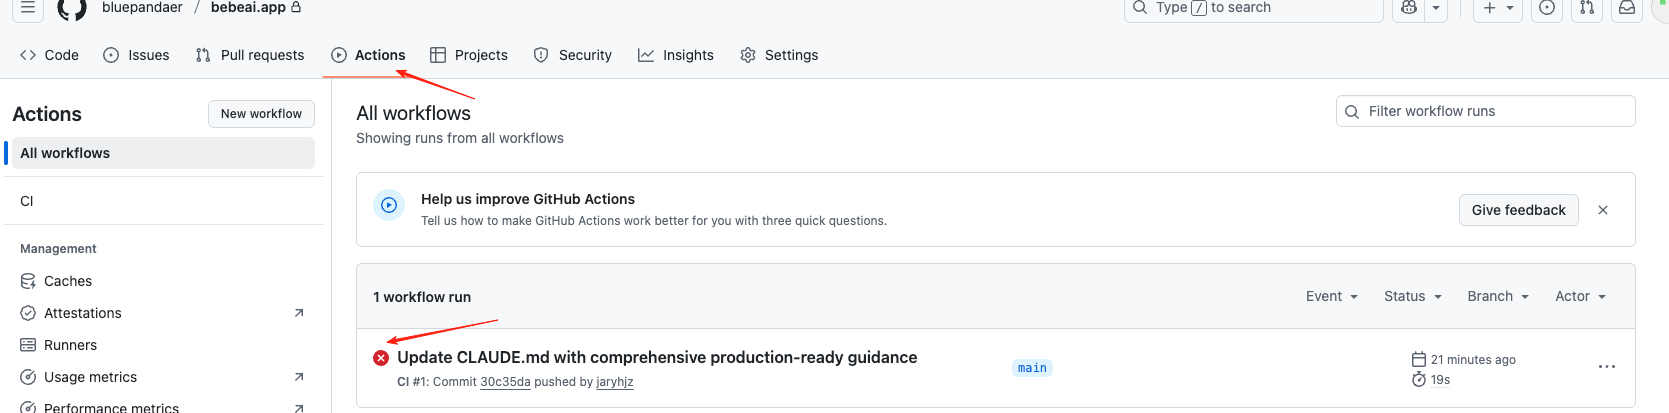 bluepandaer / bebeai.app
Type / to search
Code Issues Pull requests Actions Projects Security Insights Settings
Actions
New workflow
All workflows
CI
Management
Caches
Attestations
Runners
Usage metrics
Performance metrics
All workflows
Showing runs from all workflows
Filter workflow runs
Help us improve GitHub Actions
Tell us how to make GitHub Actions work better for you with three quick questions.
Give feedback
1 workflow run
Event Status Branch Actor
Update CLAUDE.md with comprehensive production-ready guidance
CI #1: Commit 30c35da pushed by jaryhjz
main
21 minutes ago
19s